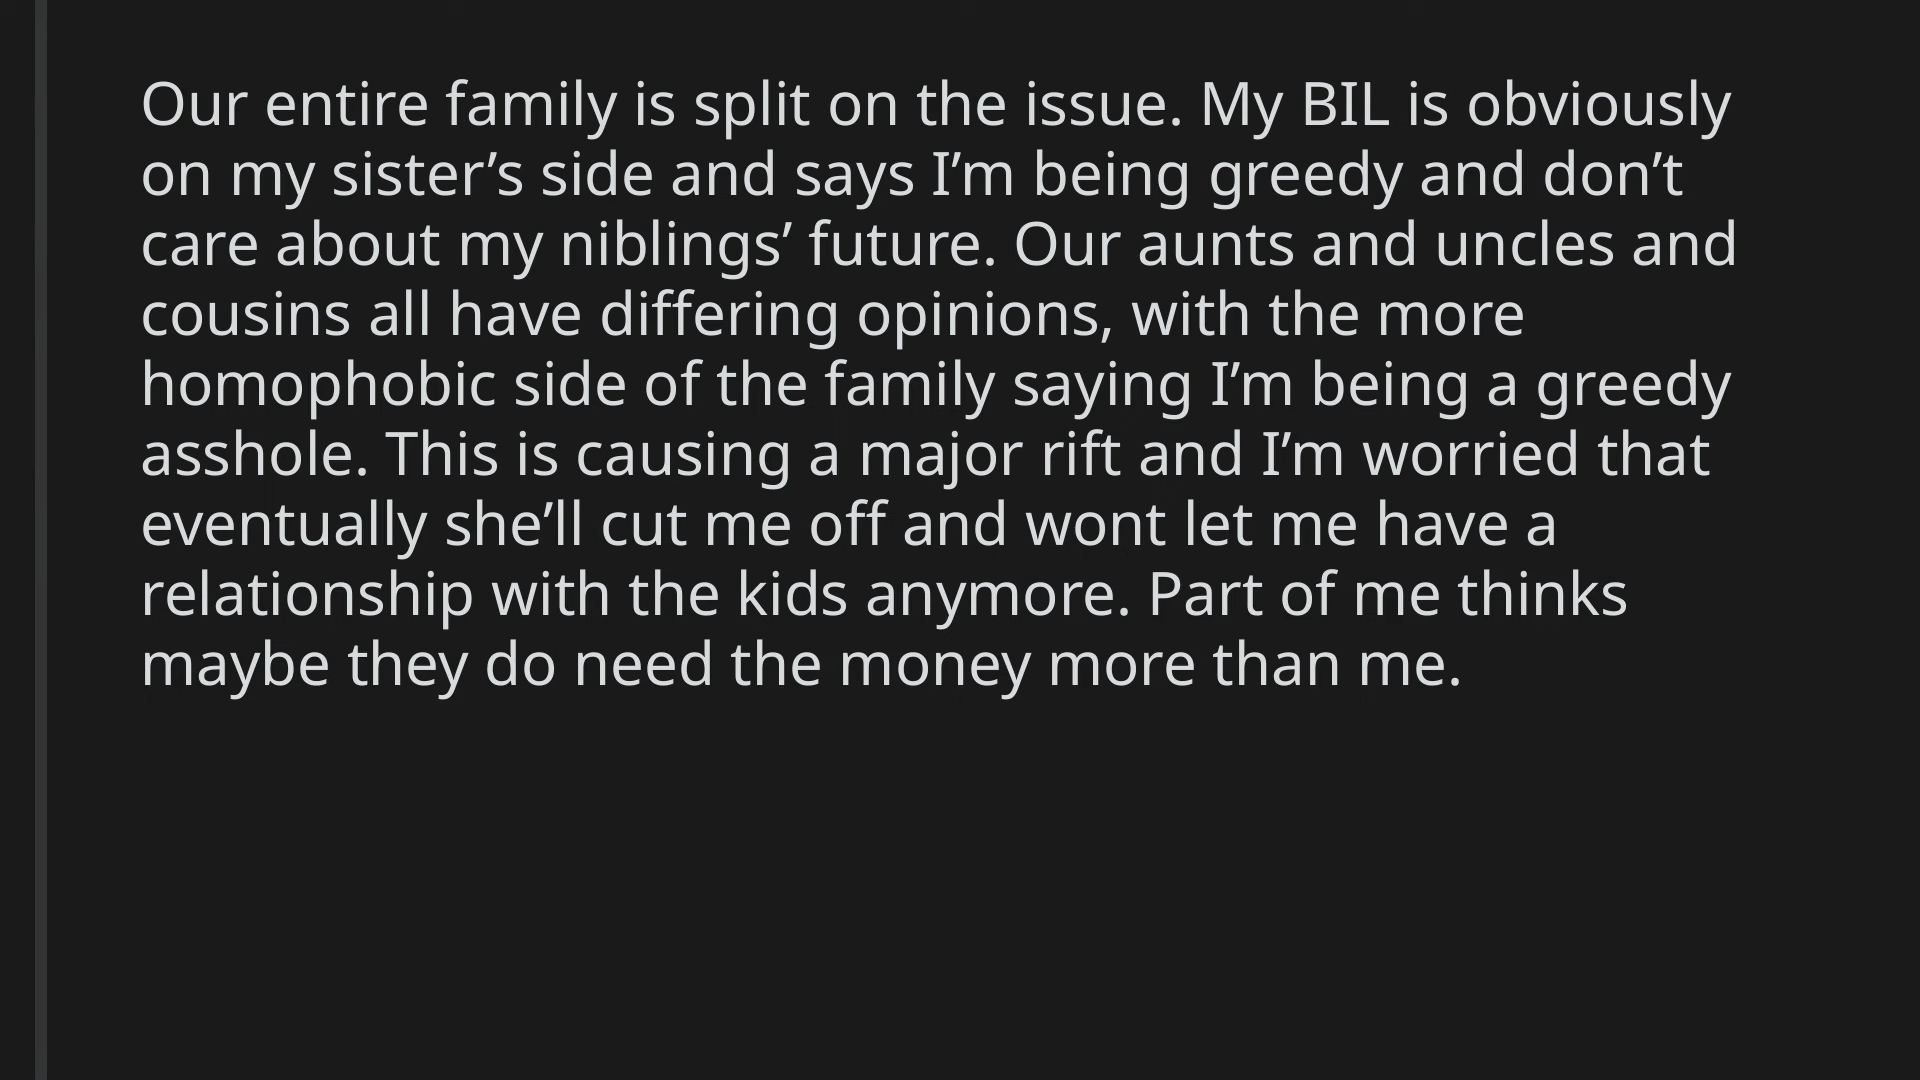 Our entire family is split on the issue. My BIL is obviously
on my sister’s side and says I’m being greedy and don’t
care about my niblings’ future. Our aunts and uncles and
cousins all have differing opinions, with the more
homophobic side of the family saying I’m being a greedy
asshole. This is causing a major rift and I’m worried that
eventually she’ll cut me off and wont let me have a
relationship with the kids anymore. Part of me thinks
maybe they do need the money more than me.